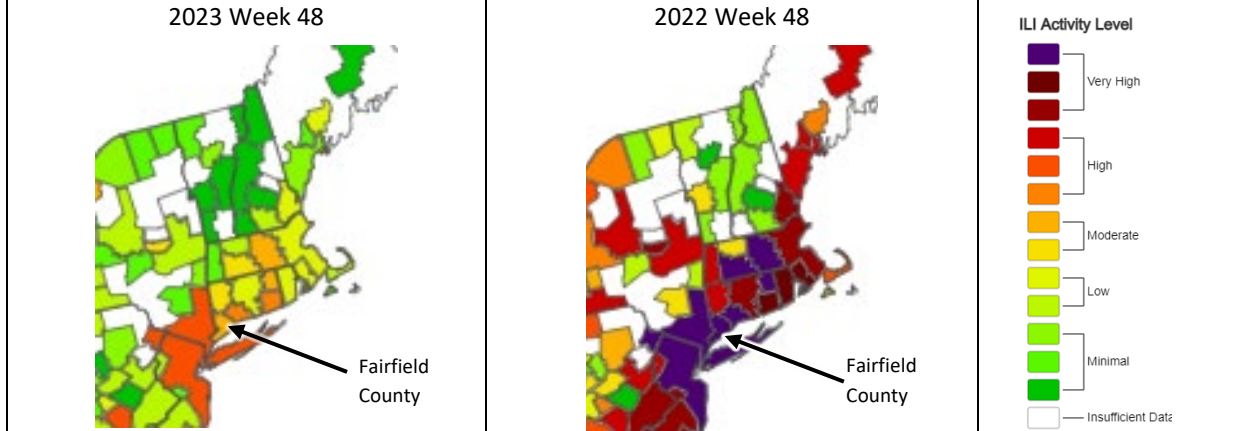 2023 Week 48
Fairfield
County
2022 Week 48
Fairfield
County
ILI Activity Level
Very High
High
Moderate
Low
Minimal
Insufficient Data